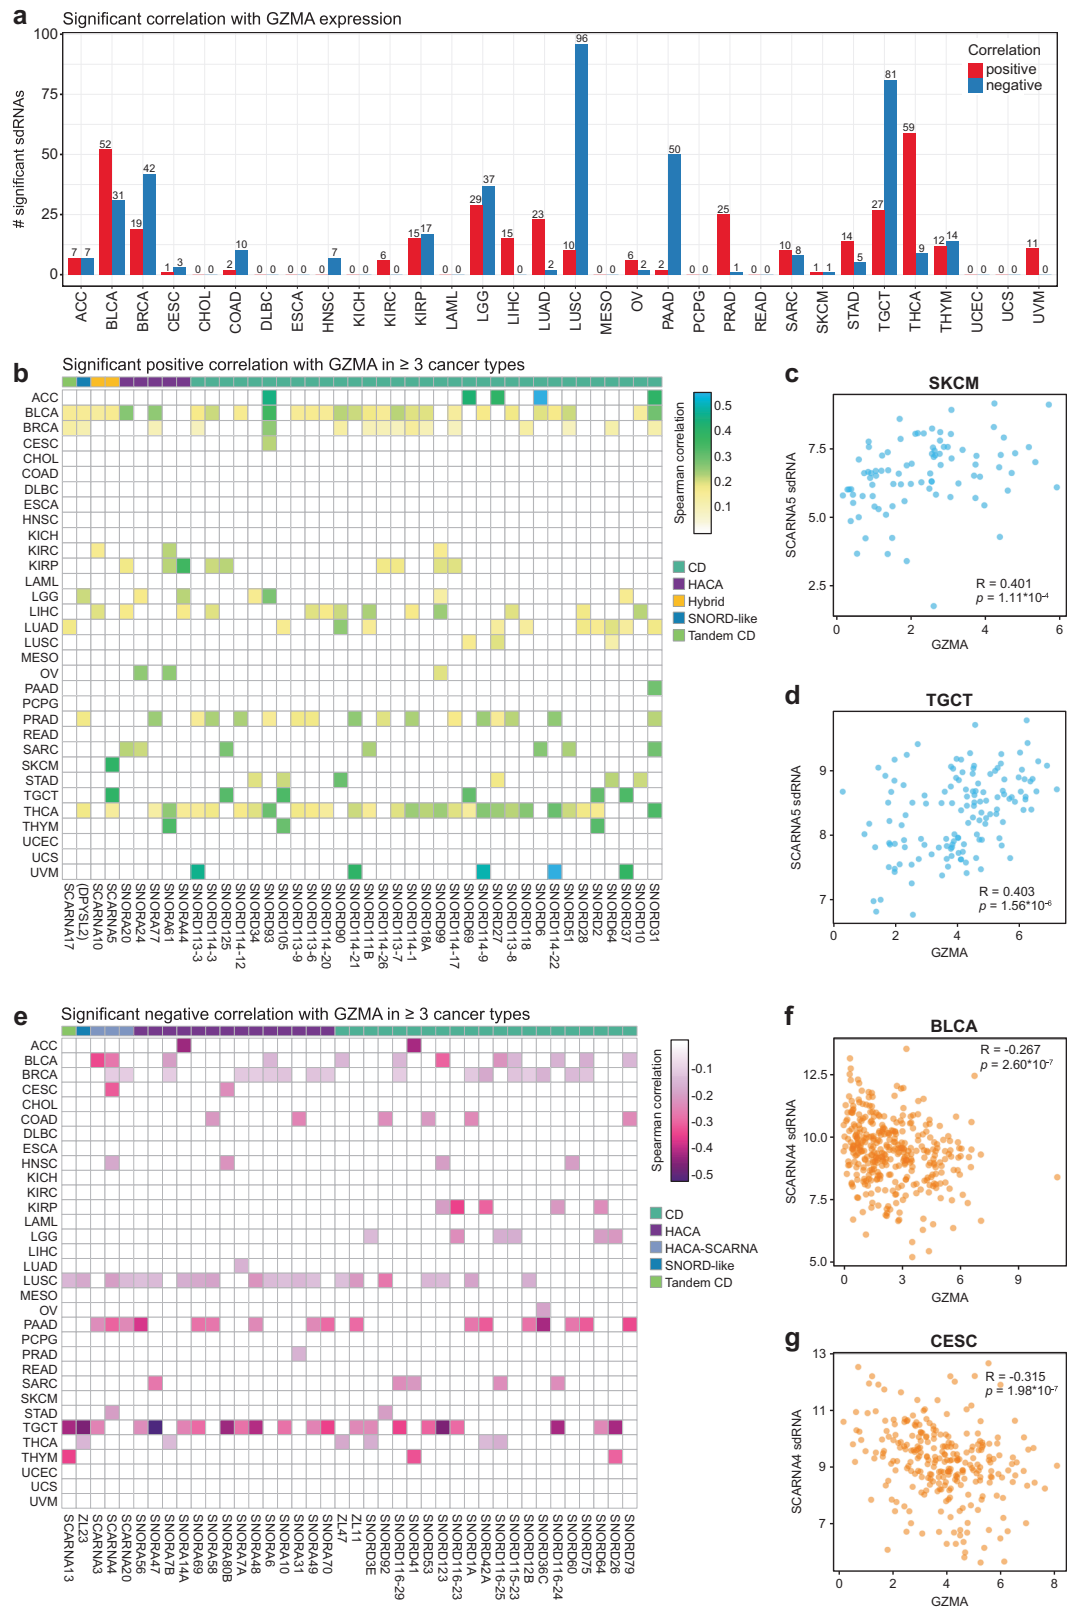 a
Significant correlation with GZMA expression
# significant sdRNAs
100
75
50
25
0
Correlation
positive
negative
7 7 52 31 19 42 1 3 0 0 2 10 0 0 0 0 0 7 0 0 6 0 15 17 0 0 29 37 15 0 23 2 10 96 0 0 6 2 2 50 0 0 25 1 0 0 10 8 1 1 14 5 27 81 59 9 12 14 0 0 0 0 11 0
ACC BLCA BRCA CESC CHOL COAD DLBC ESCA HNSC KICH KIRC KIRP LAML LGG LIHC LUAD LUSC MESO OV PAAD PCPG PRAD READ SARC SKCM STAD TGCT THCA THYM UCEC UCS UVM
b
Significant positive correlation with GZMA in ≥ 3 cancer types
ACC
BLCA
BRCA
CESC
CHOL
COAD
DLBC
ESCA
HNSC
KICH
KIRC
KIRP
LAML
LGG
LIHC
LUAD
LUSC
MESO
OV
PAAD
PCPG
PRAD
READ
SARC
SKCM
STAD
TGCT
THCA
THYM
UCEC
UCS
UVM
SCARNA17
(DPYSL2)
SCARNA10
SCARNA5
SNORA20
SNORA24
SNORA77
SNORA61
SNORA44
SNORD113-3
SNORD114-3
SNORD125
SNORD114-12
SNORD34
SNORD93
SNORD105
SNORD113-9
SNORD113-6
SNORD114-20
SNORD90
SNORD114-21
SNORD111B
SNORD114-26
SNORD113-7
SNORD114-1
SNORD18A
SNORD99
SNORD114-17
SNORD69
SNORD114-9
SNORD27
SNORD113-8
SNORD118
SNORD6
SNORD114-22
SNORD51
SNORD28
SNORD2
SNORD64
SNORD37
SNORD10
SNORD31
Spearman correlation
0.5
0.4
0.3
0.2
0.1
CD
HACA
Hybrid
SNORD-like
Tandem CD
c
SKCM
SCARNA5 sdRNA
7.5
5.0
2.5
R = 0.401
p = 1.11*10⁻⁴
0 2 4 6
GZMA
d
TGCT
SCARNA5 sdRNA
9
8
7
R = 0.403
p = 1.56*10⁻⁶
0 2 4 6
GZMA
e
Significant negative correlation with GZMA in ≥ 3 cancer types
ACC
BLCA
BRCA
CESC
CHOL
COAD
DLBC
ESCA
HNSC
KICH
KIRC
KIRP
LAML
LGG
LIHC
LUAD
LUSC
MESO
OV
PAAD
PCPG
PRAD
READ
SARC
SKCM
STAD
TGCT
THCA
THYM
UCEC
UCS
UVM
SCARNA13
ZL23
SCARNA3
SCARNA4
SCARNA20
SNORA56
SNORA47
SNORA7B
SNORA14A
SNORA69
SNORA58
SNORA80B
SNORA7A
SNORA48
SNORA6
SNORA10
SNORA31
SNORA49
SNORA70
ZL47
ZL11
SNORD3E
SNORD92
SNORD116-29
SNORD41
SNORD53
SNORD123
SNORD116-23
SNORD1A
SNORD42A
SNORD116-25
SNORD115-23
SNORD12B
SNORD36C
SNORD116-24
SNORD60
SNORD75
SNORD64
SNORD26
SNORD79
Spearman correlation
-0.1
-0.2
-0.3
-0.4
-0.5
CD
HACA
HACA-SCARNA
SNORD-like
Tandem CD
f
BLCA
SCARNA4 sdRNA
12.5
10.0
7.5
5.0
R = -0.267
p = 2.60*10⁻⁷
0 3 6 9
GZMA
g
CESC
SCARNA4 sdRNA
13
11
9
7
R = -0.315
p = 1.98*10⁻⁷
0 2 4 6 8
GZMA